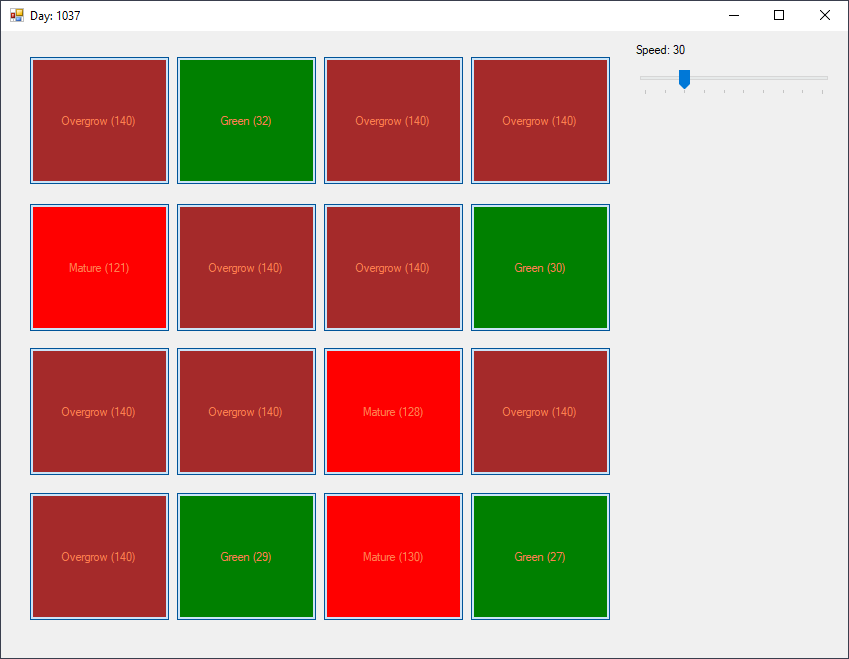 Day: 1037
Speed: 30
Overgrow (140)
Green (32)
Overgrow (140)
Overgrow (140)
Mature (121)
Overgrow (140)
Overgrow (140)
Green (30)
Overgrow (140)
Overgrow (140)
Mature (128)
Overgrow (140)
Overgrow (140)
Green (29)
Mature (130)
Green (27)